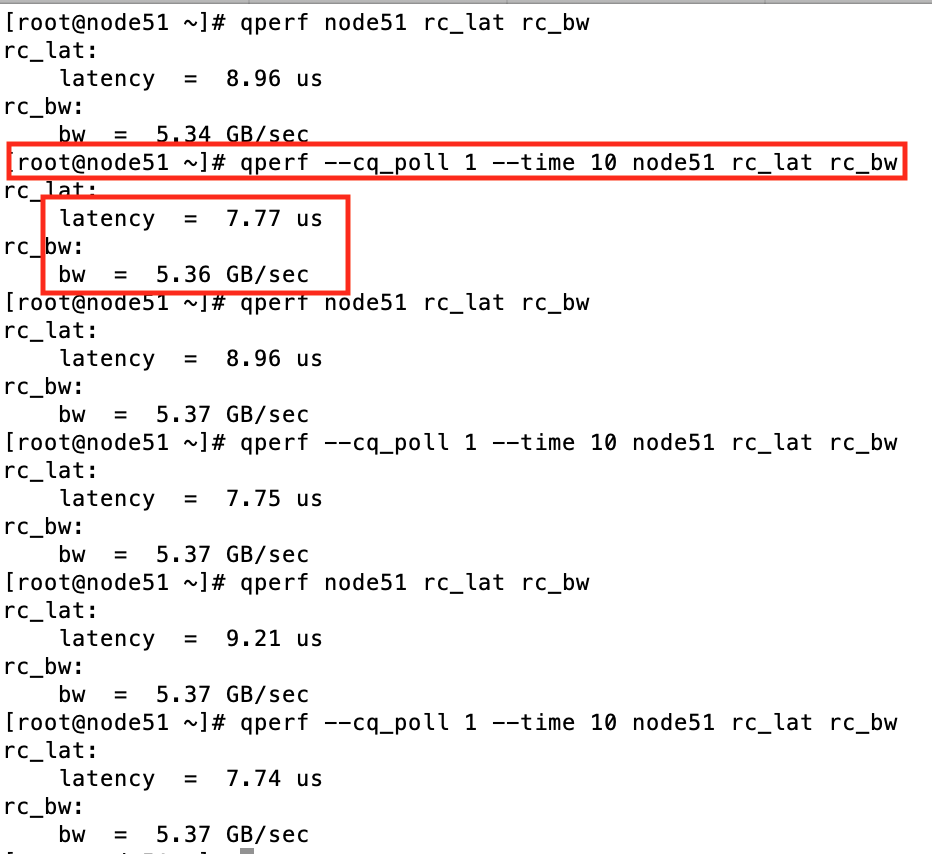 [root@node51 ~]# qperf node51 rc_lat rc_bw
rc_lat:
    latency  =  8.96 us
rc_bw:
    bw  =  5.34 GB/sec
[root@node51 ~]# qperf --cq_poll 1 --time 10 node51 rc_lat rc_bw
rc_lat:
    latency  =  7.77 us
rc_bw:
    bw  =  5.36 GB/sec
[root@node51 ~]# qperf node51 rc_lat rc_bw
rc_lat:
    latency  =  8.96 us
rc_bw:
    bw  =  5.37 GB/sec
[root@node51 ~]# qperf --cq_poll 1 --time 10 node51 rc_lat rc_bw
rc_lat:
    latency  =  7.75 us
rc_bw:
    bw  =  5.37 GB/sec
[root@node51 ~]# qperf node51 rc_lat rc_bw
rc_lat:
    latency  =  9.21 us
rc_bw:
    bw  =  5.37 GB/sec
[root@node51 ~]# qperf --cq_poll 1 --time 10 node51 rc_lat rc_bw
rc_lat:
    latency  =  7.74 us
rc_bw:
    bw  =  5.37 GB/sec